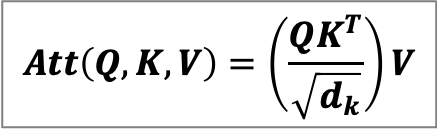 Att(Q, K, V) = (QK^T / √d_k) V